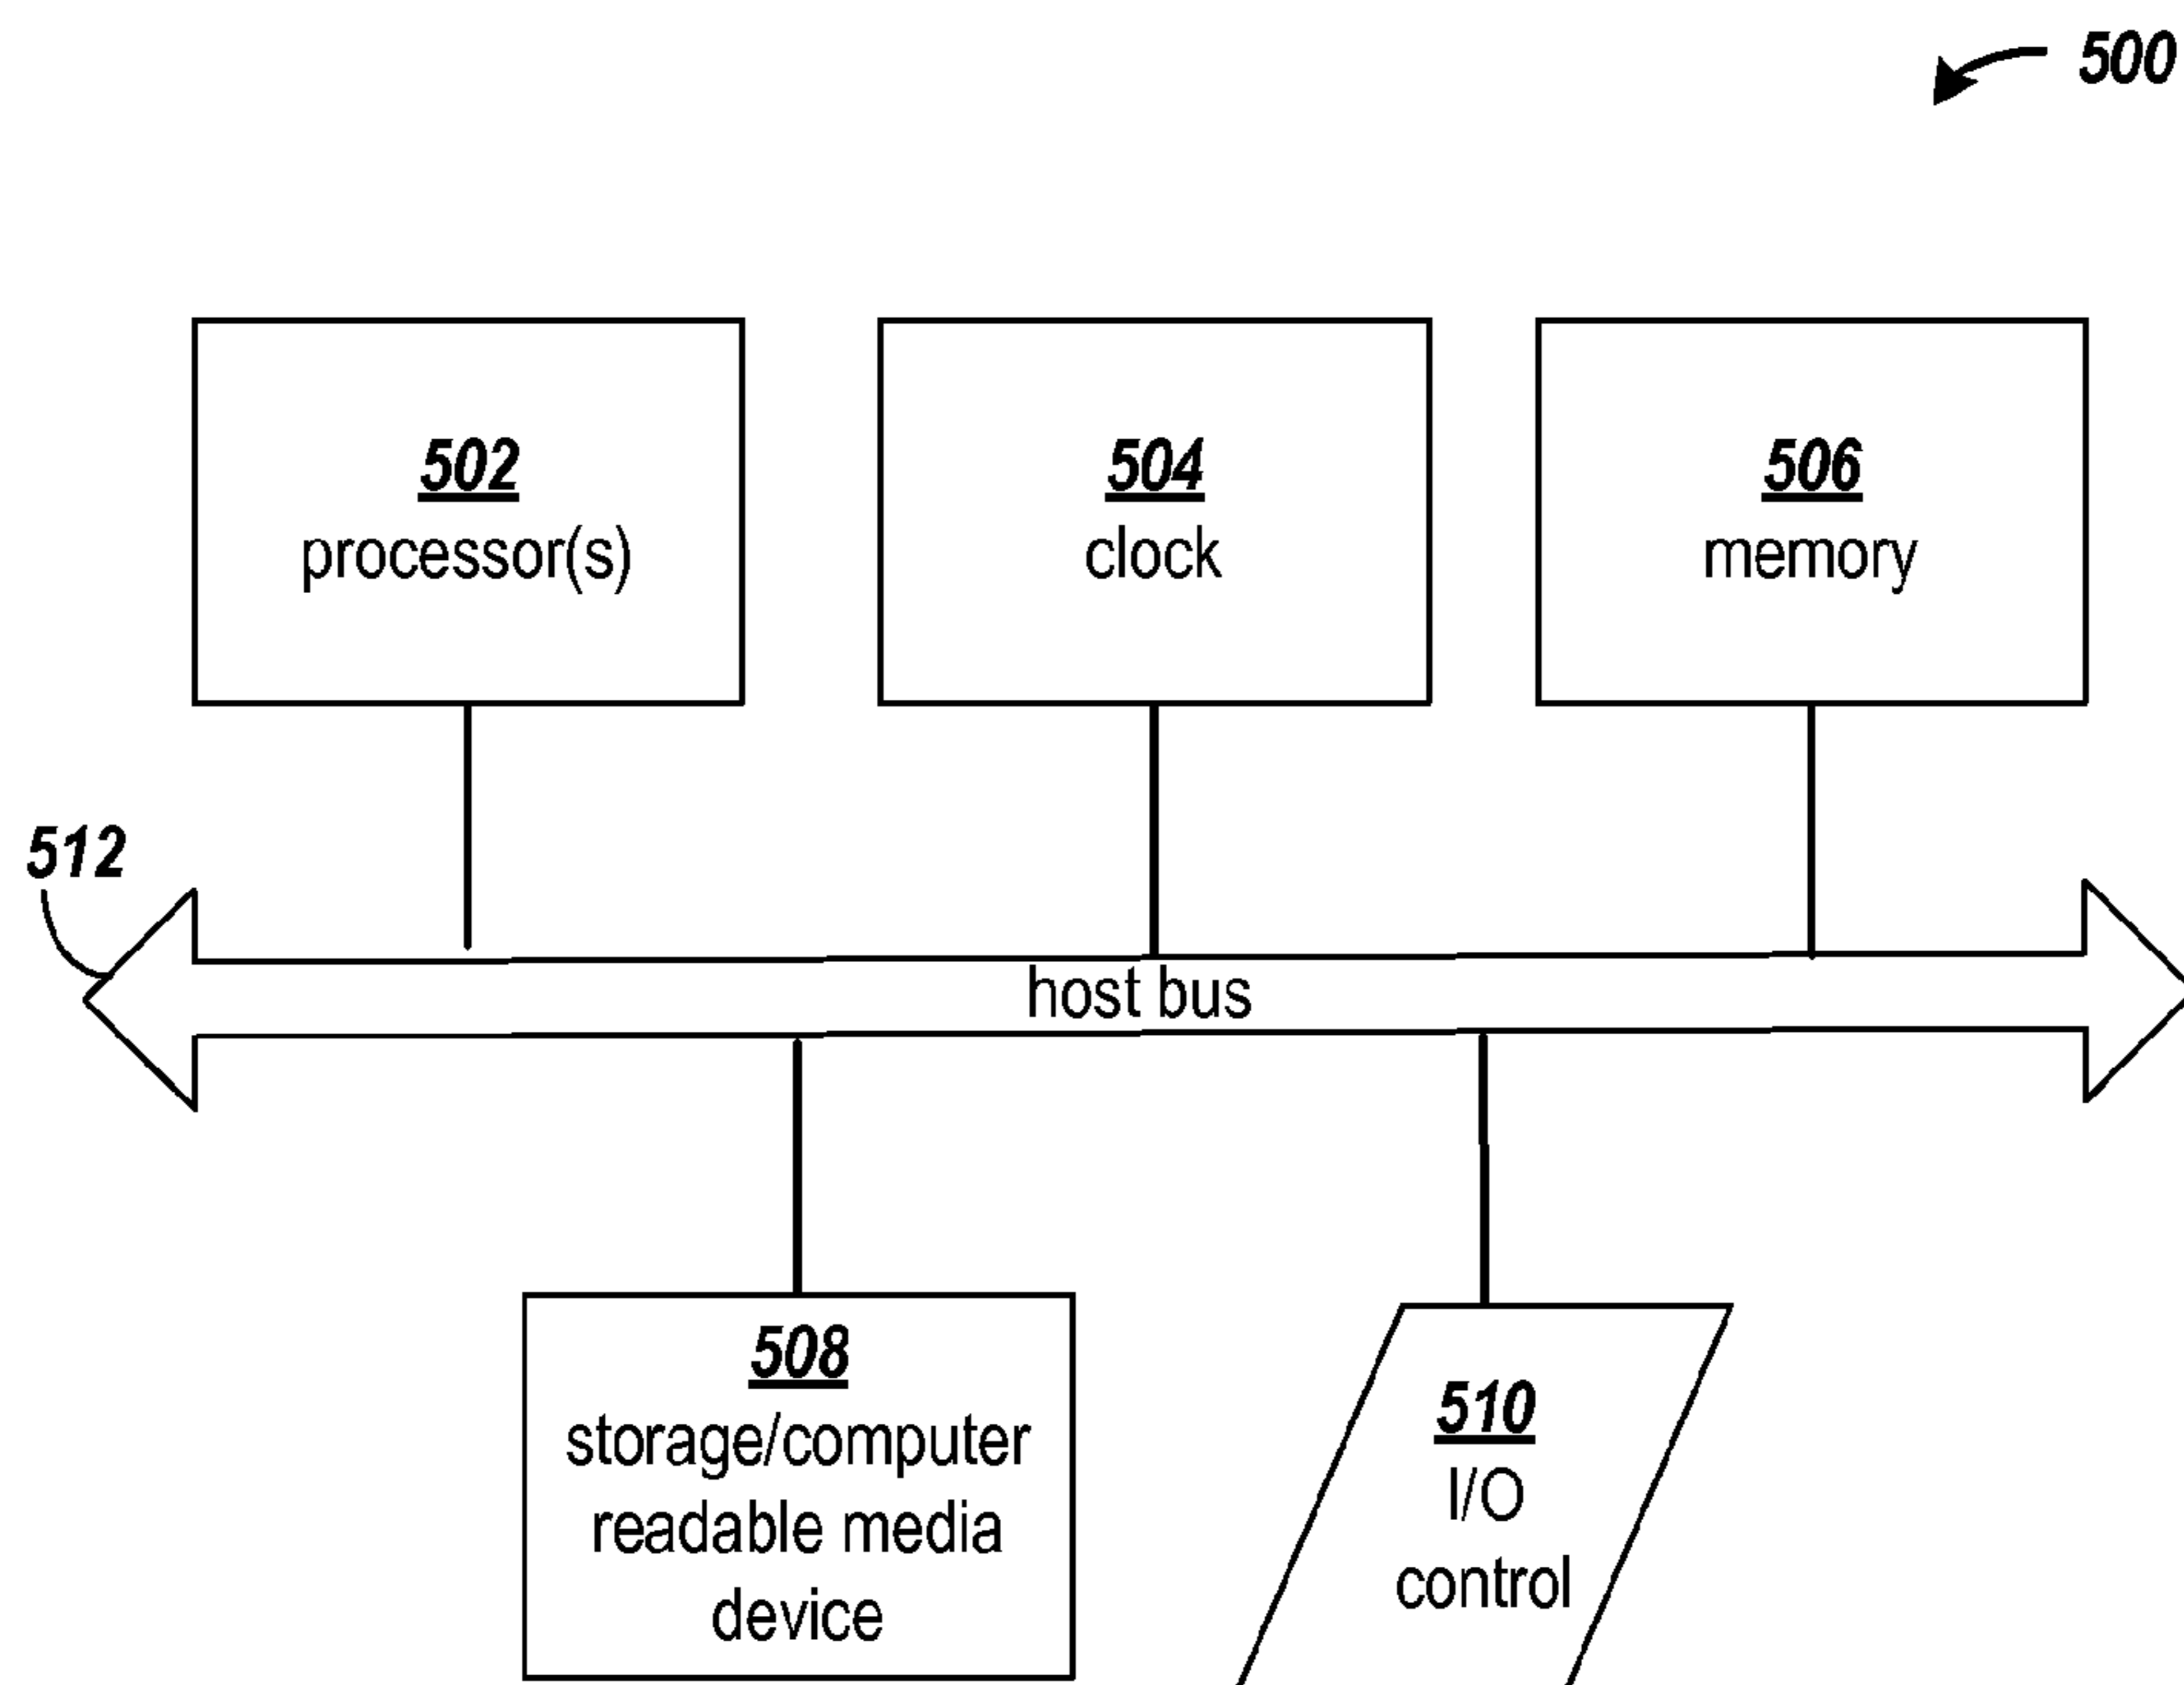 500
502
processor(s)
504
clock
506
memory
512
host bus
508
storage/computer
readable media
device
510
I/O
control